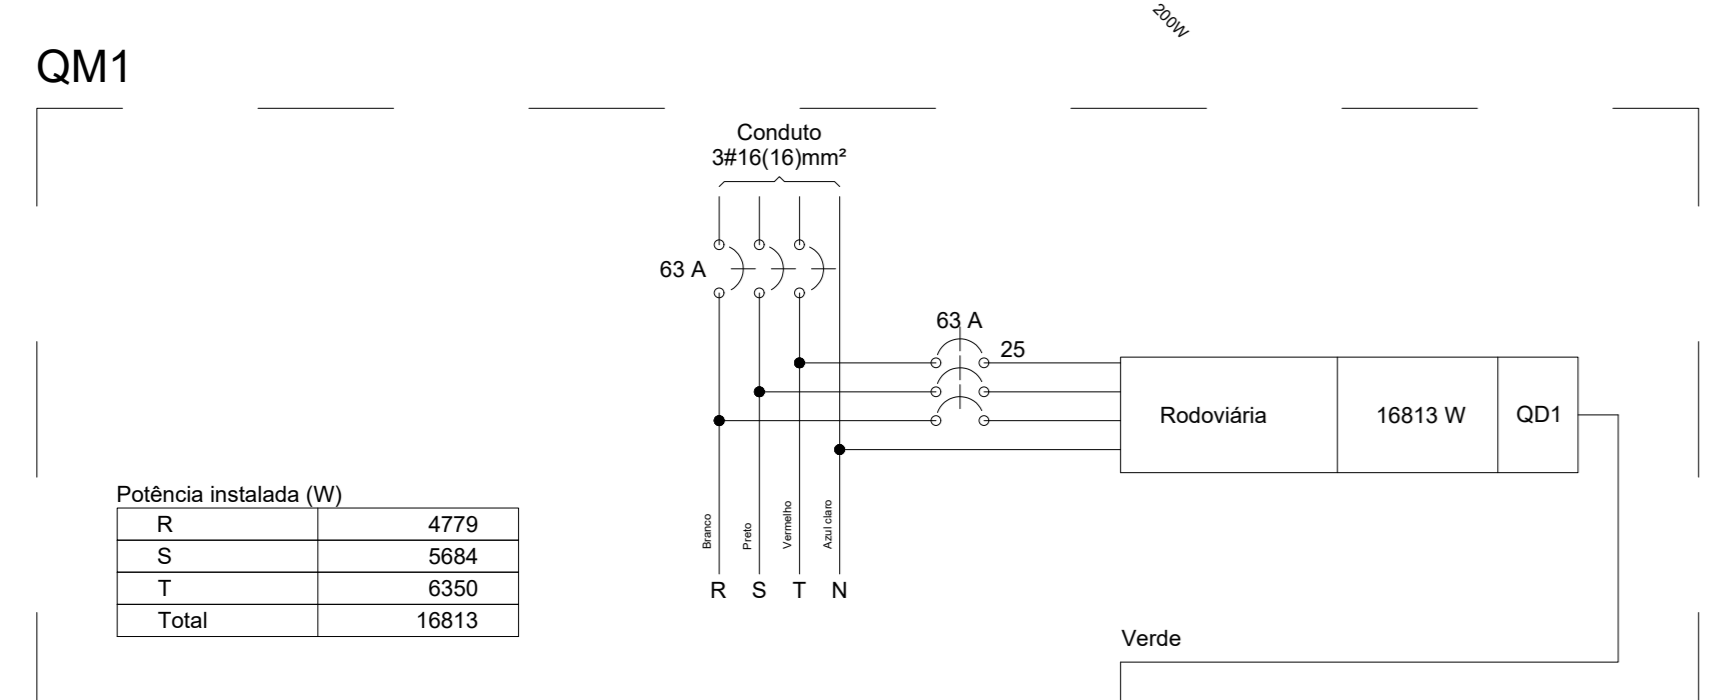 200W
QM1
Conduto
3#16(16)mm²
63 A
63 A
25
Rodoviária 16813 W QD1
Potência instalada (W)
R 4779
S 5684
T 6350
Total 16813
Branco
Preto
Vermelho
Azul claro
R S T N
Verde